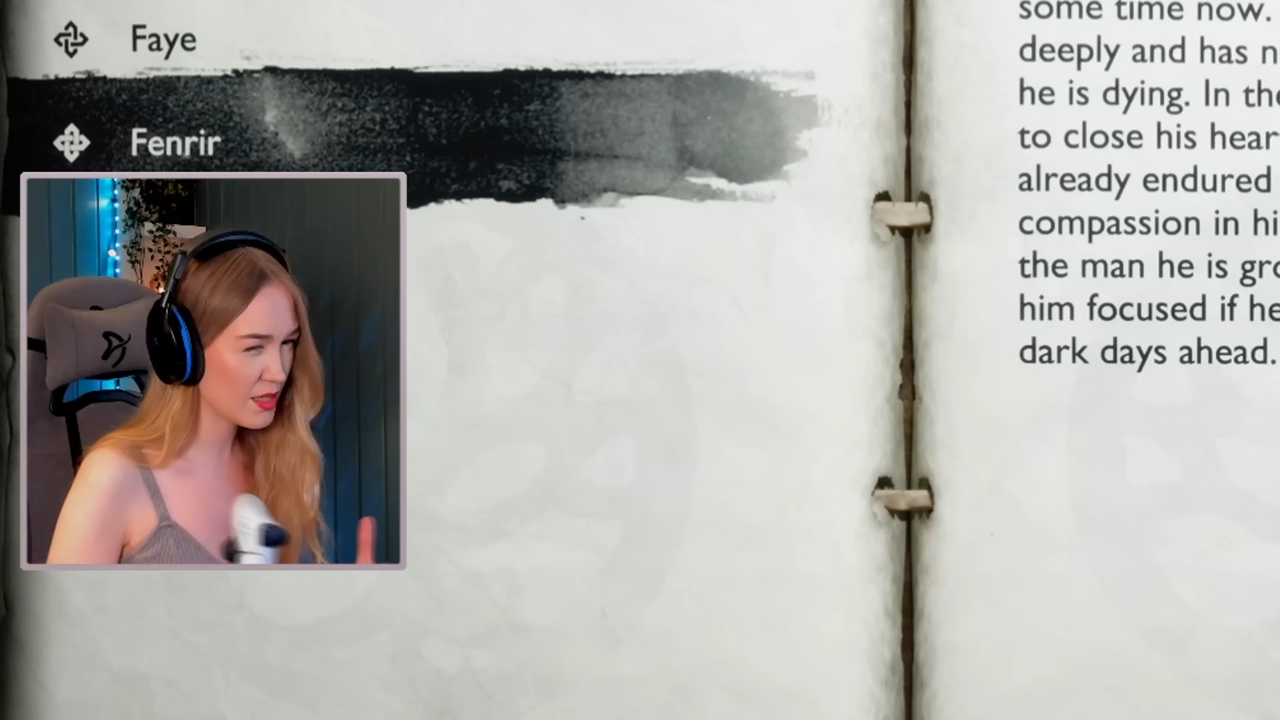 Faye
Fenrir
some time now.
deeply and has n
he is dying. In the
to close his hear
already endured
compassion in hi
the man he is gro
him focused if he
dark days ahead.